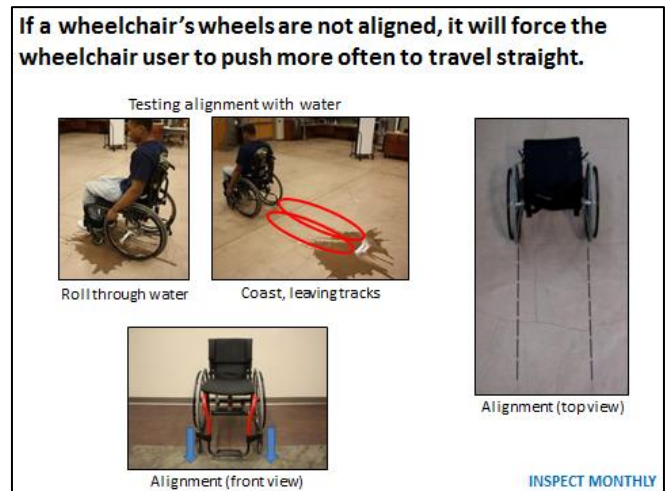 If a wheelchair's wheels are not aligned, it will force the
wheelchair user to push more often to travel straight.
Testing alignment with water
Roll through water
Coast, leaving tracks
Alignment (top view)
Alignment (front view)
INSPECT MONTHLY